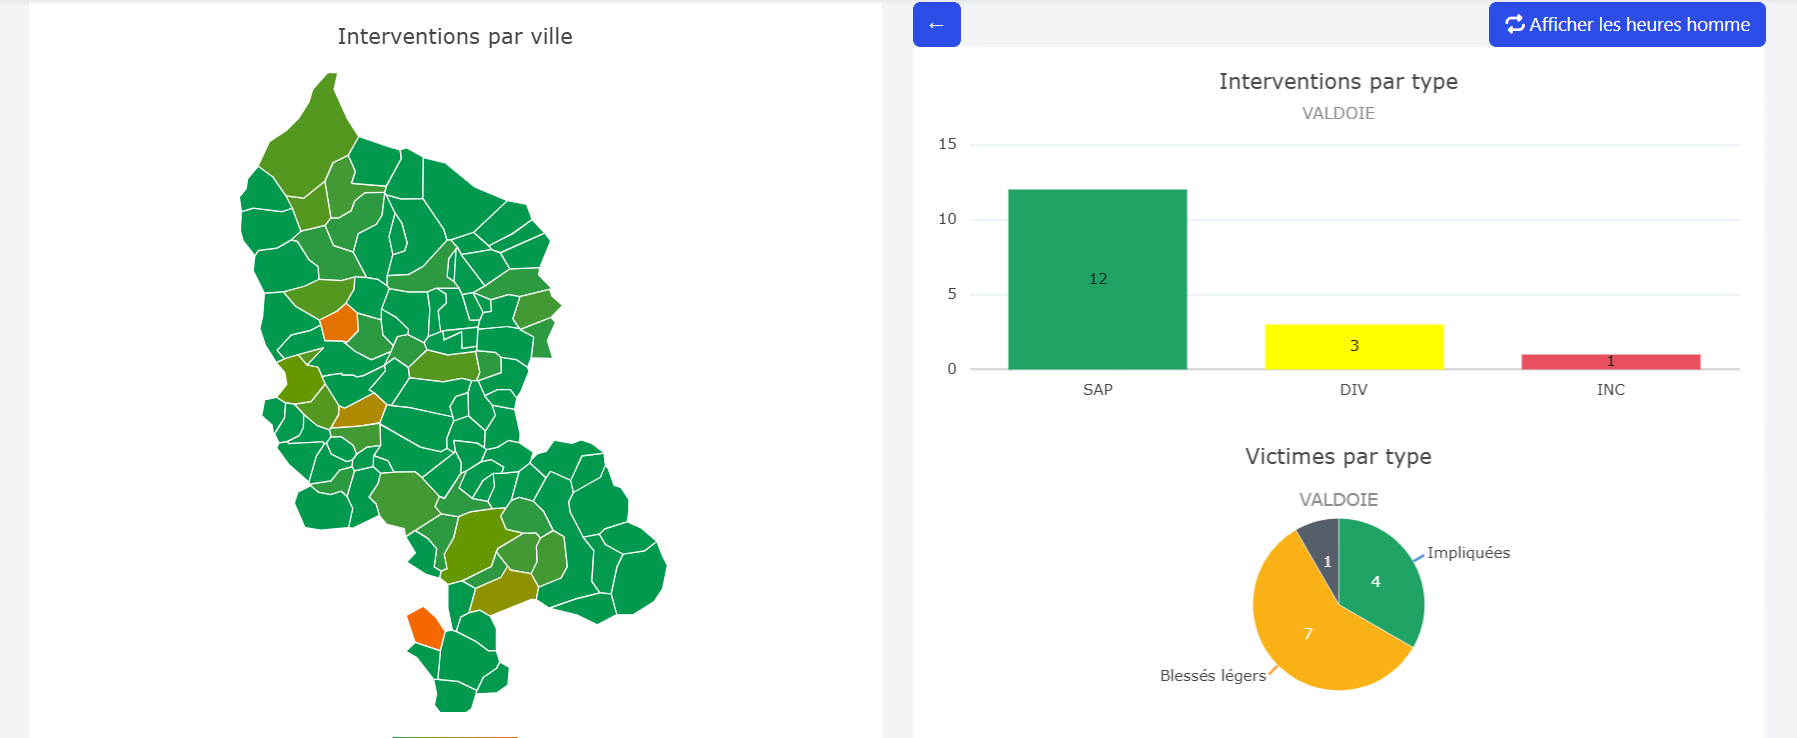 Interventions par ville
←
Afficher les heures homme
Interventions par type
VALDOIE
15
10
5
0
12
3
1
SAP
DIV
INC
Victimes par type
VALDOIE
Impliquées
1
4
7
Blessés légers